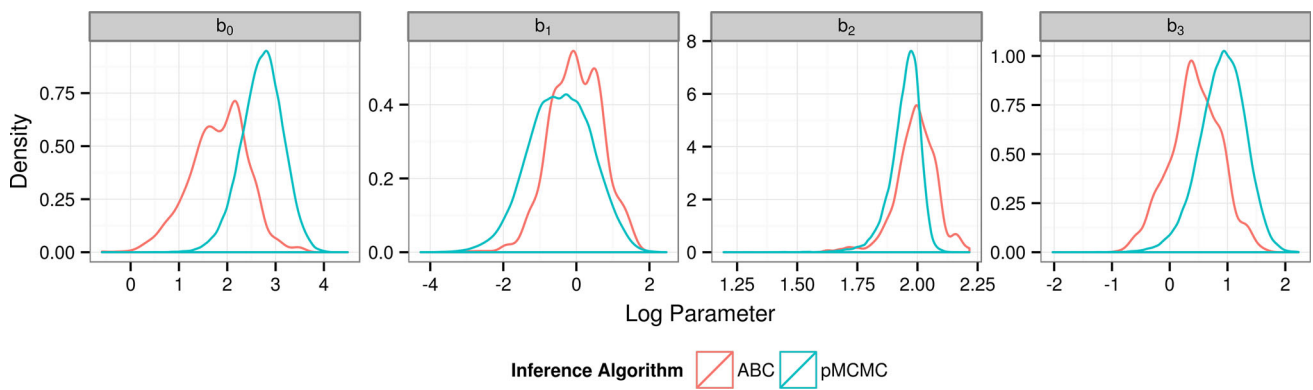 b0 b1 b2 b3
Density
0.75
0.50
0.25
0.00
0 1 2 3 4
0.4
0.2
0.0
-4 -2 0 2
8
6
4
2
0
1.25 1.50 1.75 2.00 2.25
1.00
0.75
0.50
0.25
0.00
-2 -1 0 1 2
Log Parameter
Inference Algorithm ABC pMCMC